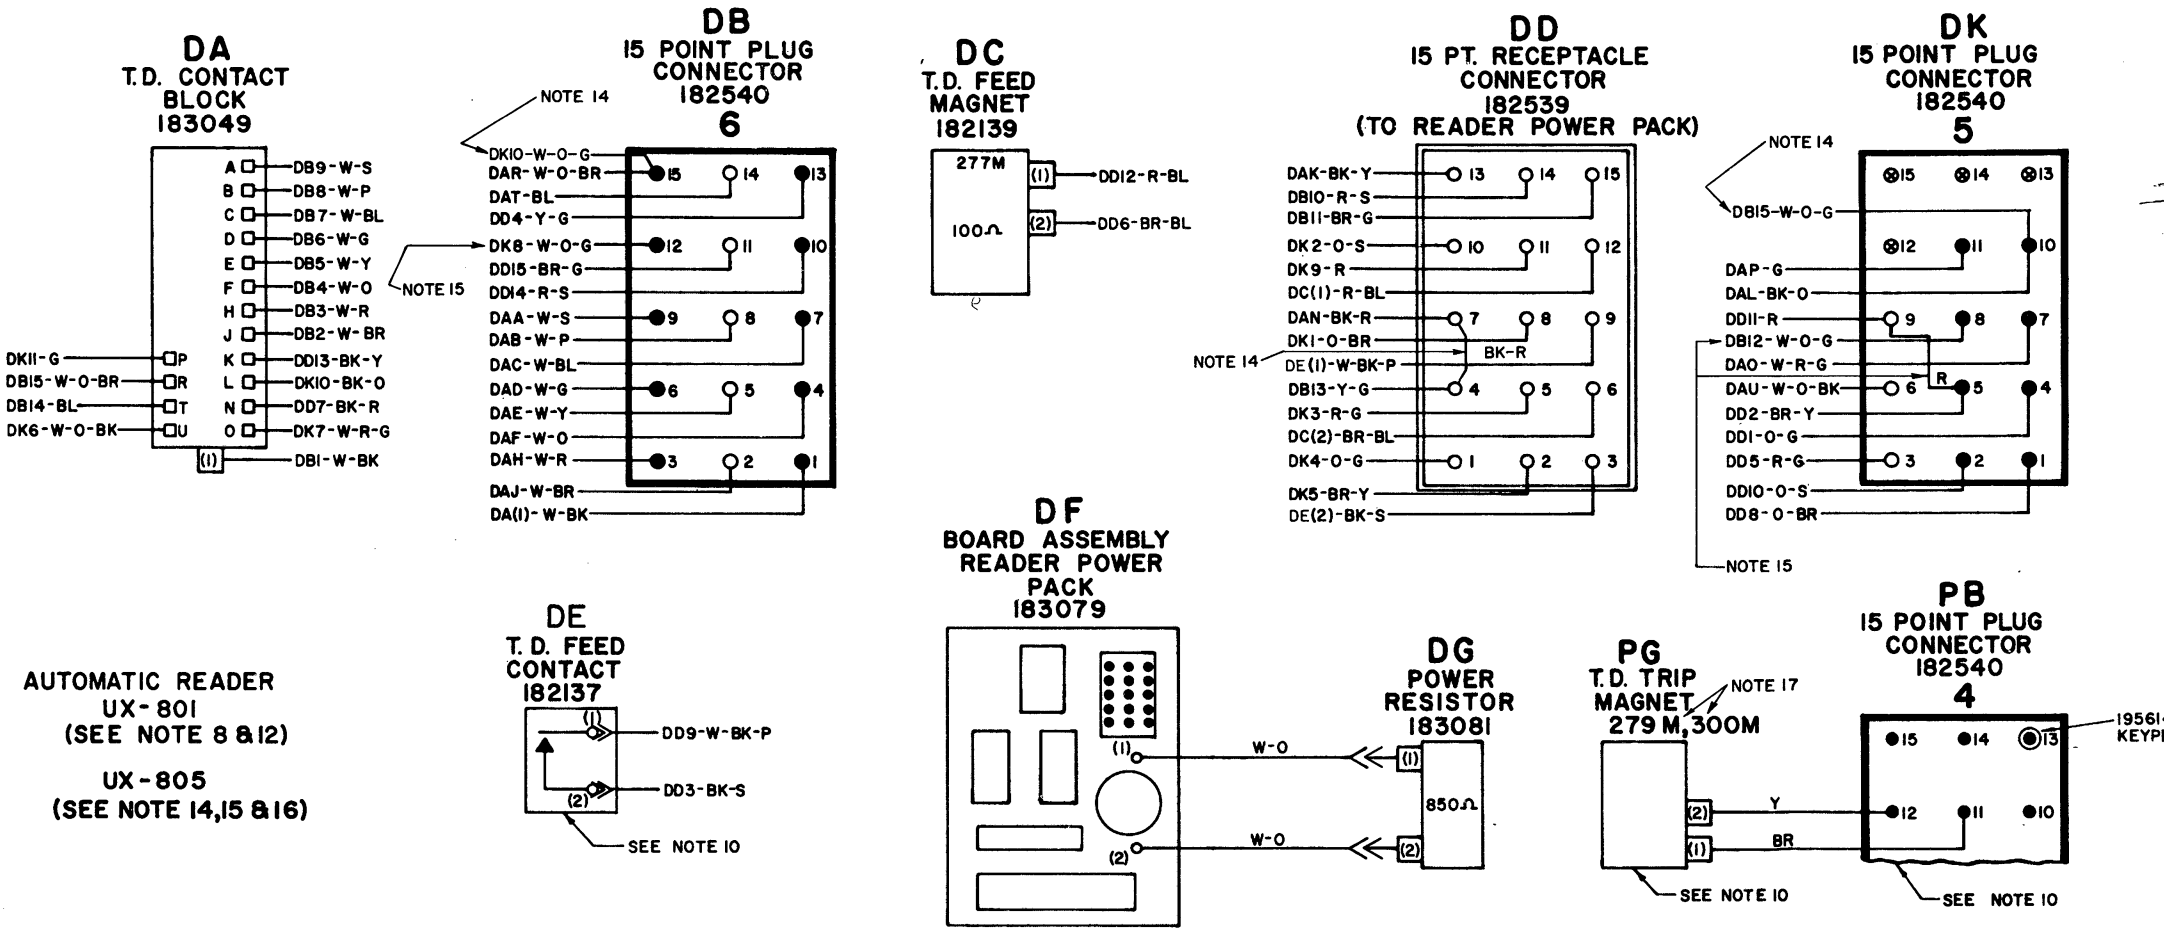 DA
T.D. CONTACT
BLOCK
183049
A DB9-W-S
B DB8-W-P
C DB7-W-BL
D DB6-W-G
E DB5-W-Y
F DB4-W-O
H DB3-W-R
J DB2-W-BR
DK11-G P K DD13-BK-Y
DB15-W-O-BR R L DK10-BK-O
DB14-BL T N DD7-BK-R
DK6-W-O-BK U O DK7-W-R-G
(1) DB1-W-BK
DB
15 POINT PLUG
CONNECTOR
182540
6
NOTE 14
DK10-W-O-G
DAR-W-O-BR 15 14 13
DAT-BL
DD4-Y-G
DK8-W-O-G 12 11 10
DD15-BR-G
NOTE 15
DD14-R-S
DAA-W-S 9 8 7
DAB-W-P
DAC-W-BL
DAD-W-G 6 5 4
DAE-W-Y
DAF-W-O
DAH-W-R 3 2 1
DAJ-W-BR
DA(1)-W-BK
DC
T.D. FEED
MAGNET
182139
277M
(1) DD12-R-BL
100Ω (2) DD6-BR-BL
DD
15 PT. RECEPTACLE
CONNECTOR
182539
(TO READER POWER PACK)
DAK-BK-Y 13 14 15
DB10-R-S
DB11-BR-G
DK2-O-S 10 11 12
DK9-R
DC(1)-R-BL
DAN-BK-R 7 8 9
DK1-O-BR
NOTE 14 BK-R
DE(1)-W-BK-P
DB13-Y-G 4 5 6
DK3-R-G
DC(2)-BR-BL
DK4-O-G 1 2 3
DK5-BR-Y
DE(2)-BK-S
DK
15 POINT PLUG
CONNECTOR
182540
5
NOTE 14
15 14 13
DB15-W-O-G
12 11 10
DAP-G
DAL-BK-O
DD11-R 9 8 7
DB12-W-O-G
DAO-W-R-G
R
DAU-W-O-BK 6 5 4
DD2-BR-Y
DD1-O-G
DD5-R-G 3 2 1
DD10-O-S
DD8-O-BR
NOTE 15
AUTOMATIC READER
UX-801
(SEE NOTE 8 & 12)
UX-805
(SEE NOTE 14,15 & 16)
DE
T.D. FEED
CONTACT
182137
(1) DD9-W-BK-P
(2) DD3-BK-S
SEE NOTE 10
DF
BOARD ASSEMBLY
READER POWER
PACK
183079
(1) W-O
(2) W-O
DG
POWER
RESISTOR
183081
(1)
850Ω
(2)
PG
T.D. TRIP
MAGNET
279 M, 300M
NOTE 17
(2) Y
(1) BR
SEE NOTE 10
PB
15 POINT PLUG
CONNECTOR
182540
4
15 14 13
12 11 10
SEE NOTE 10